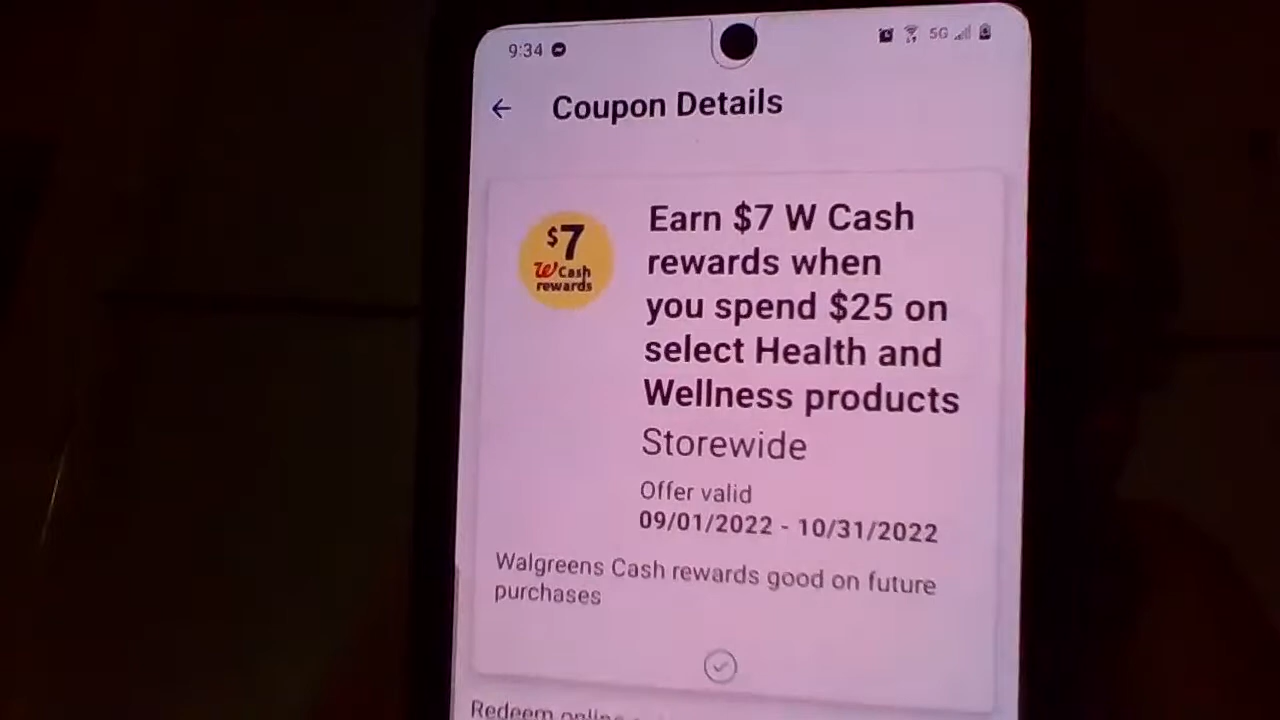 9:34
5G
Coupon Details
$7
W Cash
rewards
Earn $7 W Cash
rewards when
you spend $25 on
select Health and
Wellness products
Storewide
Offer valid
09/01/2022 - 10/31/2022
Walgreens Cash rewards good on future
purchases
Redeem online